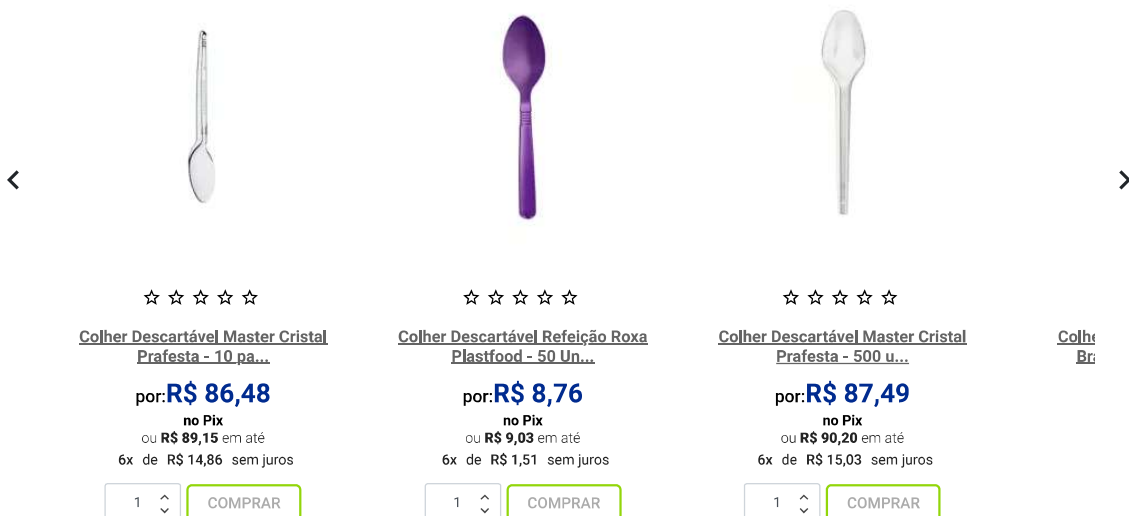 Colher Descartável Master Cristal
Prafesta - 10 pa...
por:R$ 86,48
no Pix
ou R$ 89,15 em até
6x de R$ 14,86 sem juros
1
COMPRAR
Colher Descartável Refeição Roxa
Plastfood - 50 Un...
por:R$ 8,76
no Pix
ou R$ 9,03 em até
6x de R$ 1,51 sem juros
1
COMPRAR
Colher Descartável Master Cristal
Prafesta - 500 u...
por:R$ 87,49
no Pix
ou R$ 90,20 em até
6x de R$ 15,03 sem juros
1
COMPRAR